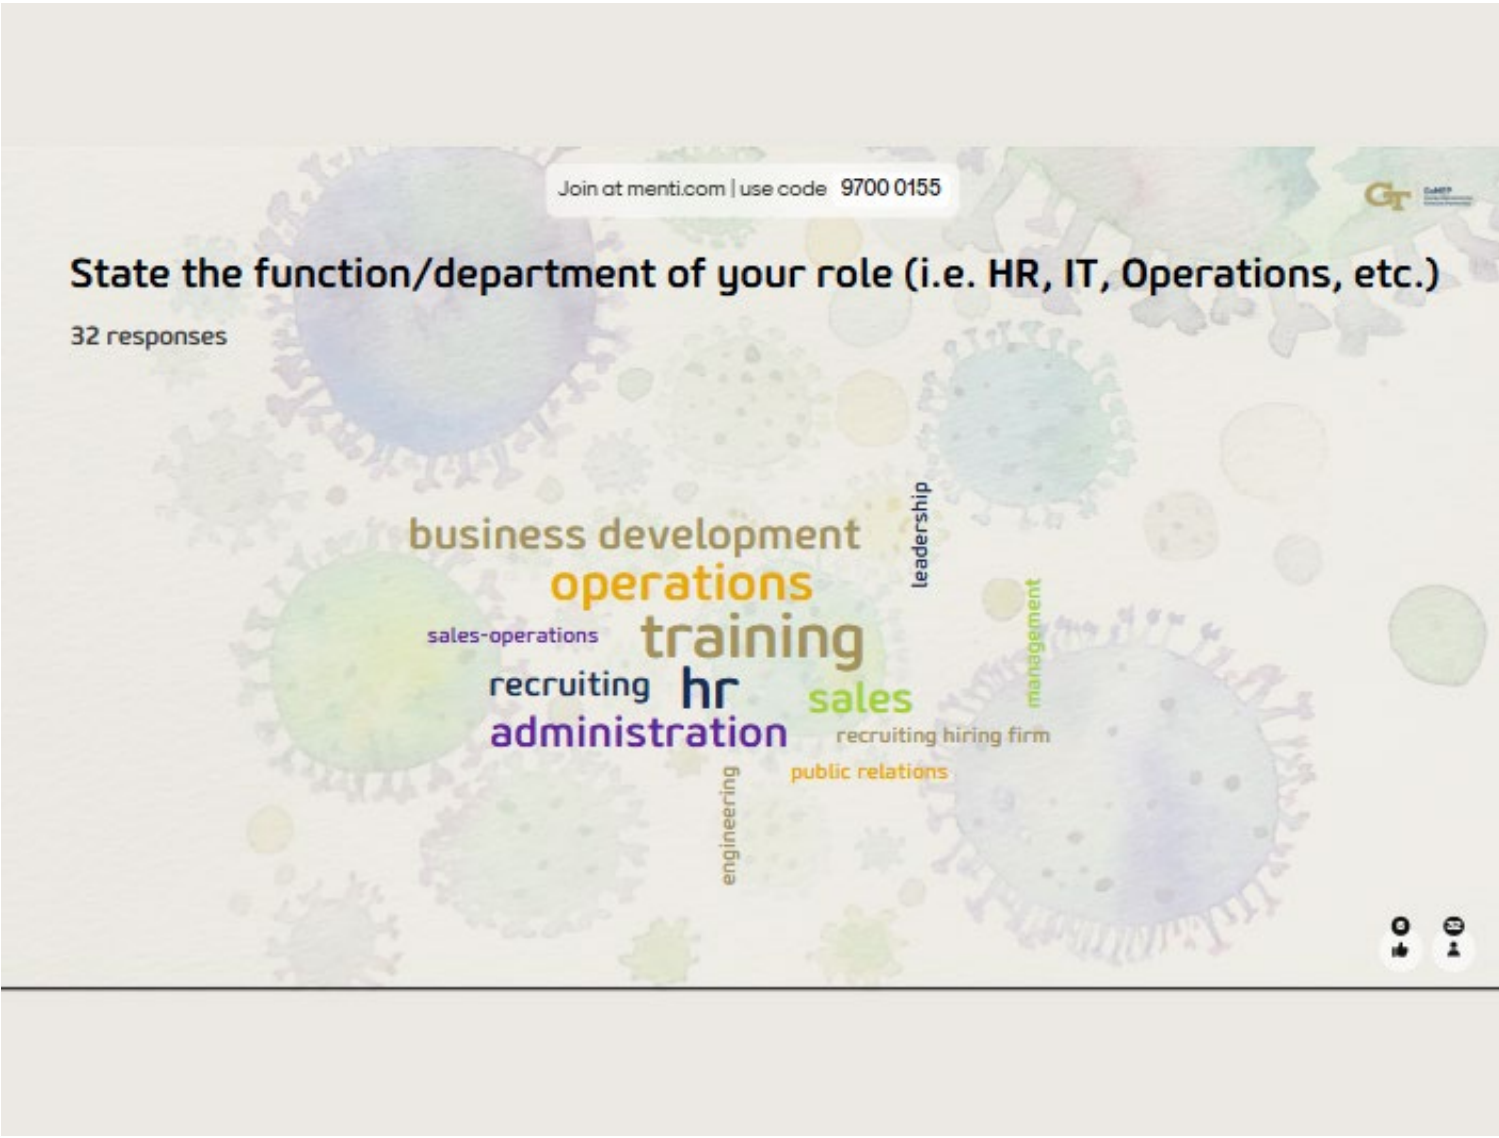 Join at menti.com | use code 9700 0155
GT
State the function/department of your role (i.e. HR, IT, Operations, etc.)
32 responses
leadership
business development
operations
management
sales-operations
training
recruiting
hr
sales
administration
recruiting hiring firm
public relations
engineering